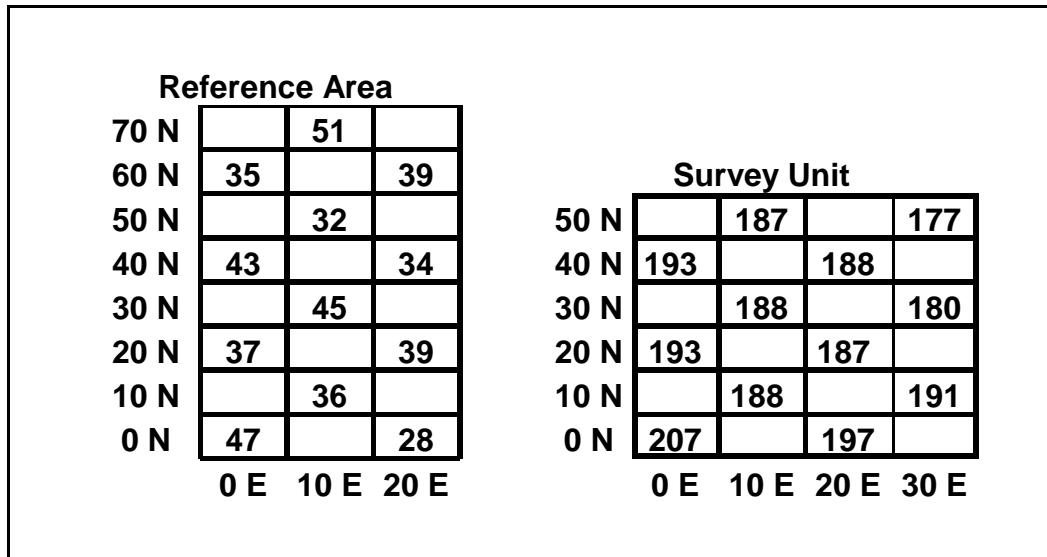 Reference Area
70 N 51
60 N 35 39
50 N 32
40 N 43 34
30 N 45
20 N 37 39
10 N 36
0 N 47 28
0 E 10 E 20 E
Survey Unit
50 N 187 177
40 N 193 188
30 N 188 180
20 N 193 187
10 N 188 191
0 N 207 197
0 E 10 E 20 E 30 E